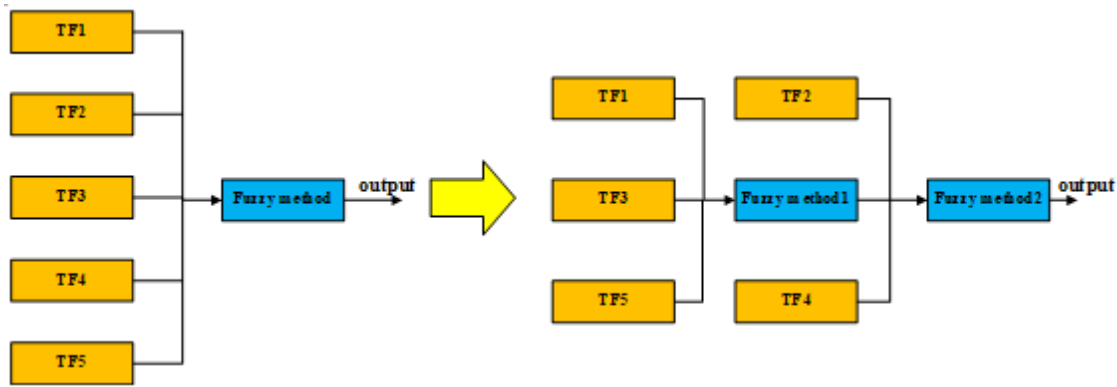 TF1
TF2
TF3
TF4
TF5
Fuzzy method
output
TF1
TF3
TF5
TF2
Fuzzy method1
TF4
Fuzzy method2
output